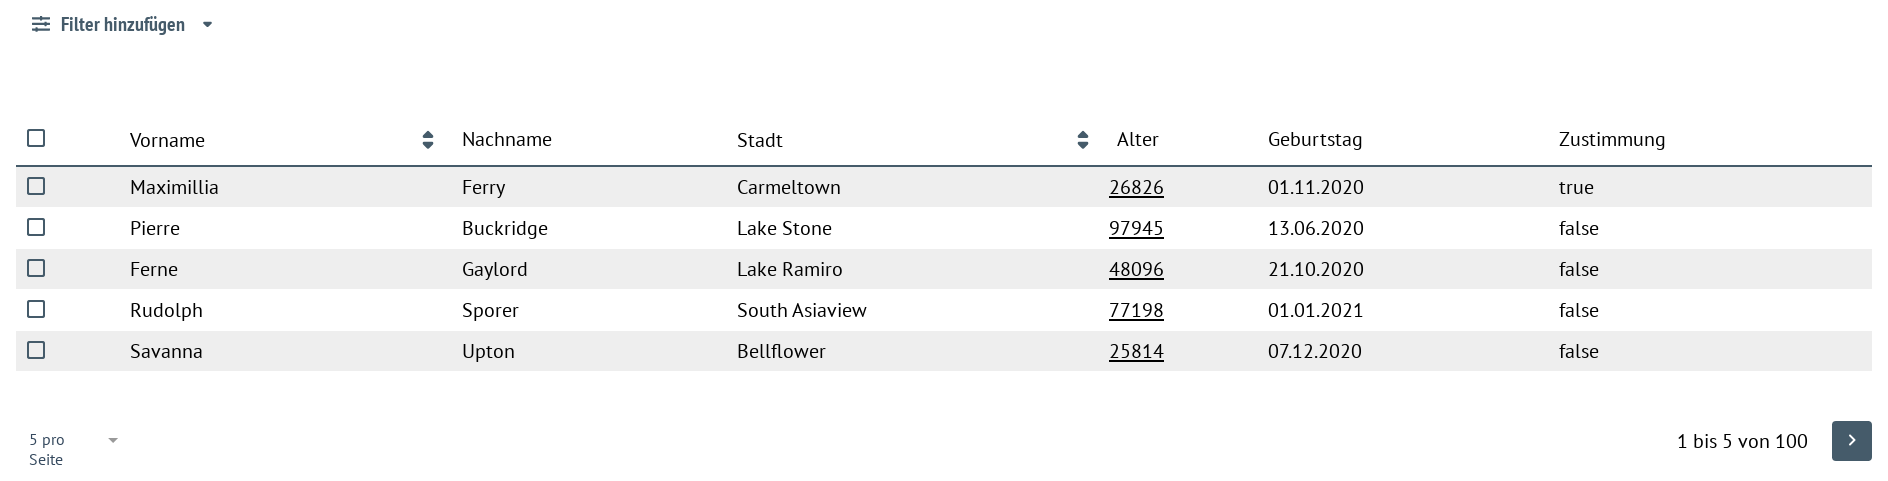 Filter hinzufügen
Vorname Nachname Stadt Alter Geburtstag Zustimmung
Maximillia Ferry Carmeltown 26826 01.11.2020 true
Pierre Buckridge Lake Stone 97945 13.06.2020 false
Ferne Gaylord Lake Ramiro 48096 21.10.2020 false
Rudolph Sporer South Asiaview 77198 01.01.2021 false
Savanna Upton Bellflower 25814 07.12.2020 false
5 pro
Seite
1 bis 5 von 100